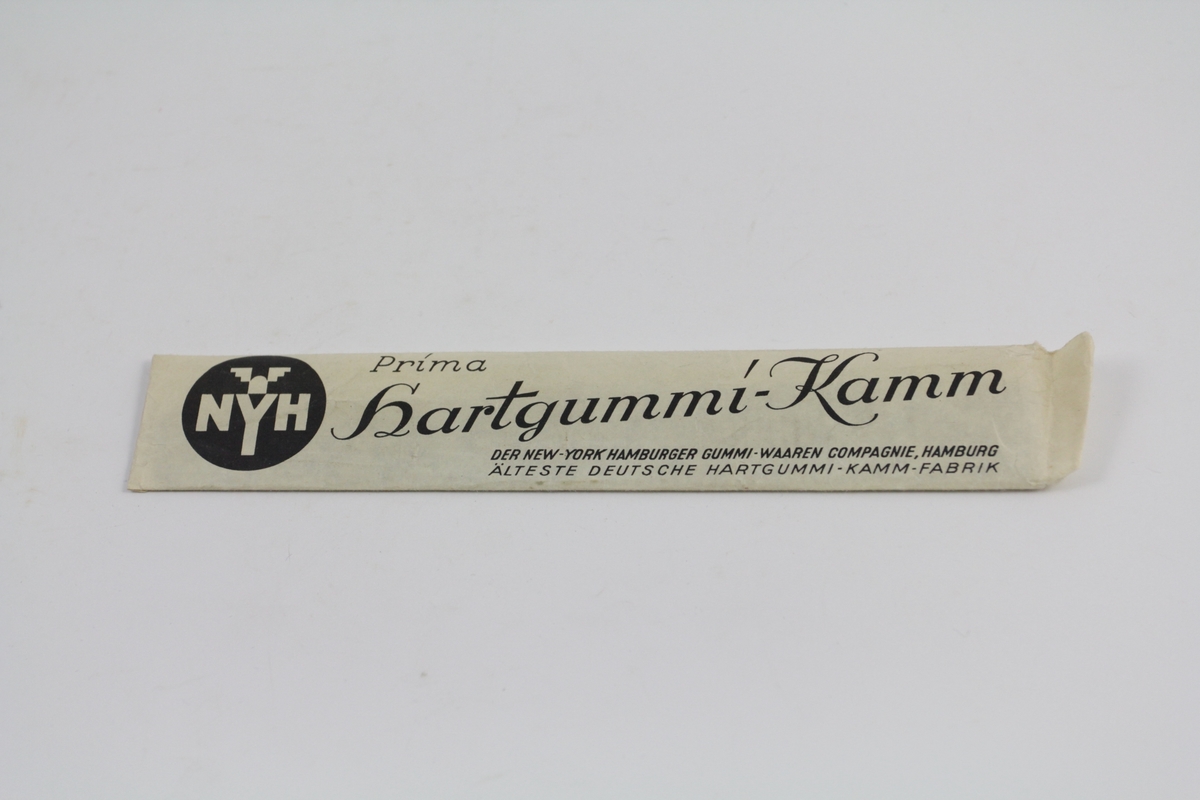 NYH
Prima
Hartgummi-Kamm
DER NEW-YORK HAMBURGER GUMMI-WAAREN COMPAGNIE, HAMBURG
ÄLTESTE DEUTSCHE HARTGUMMI-KAMM-FABRIK